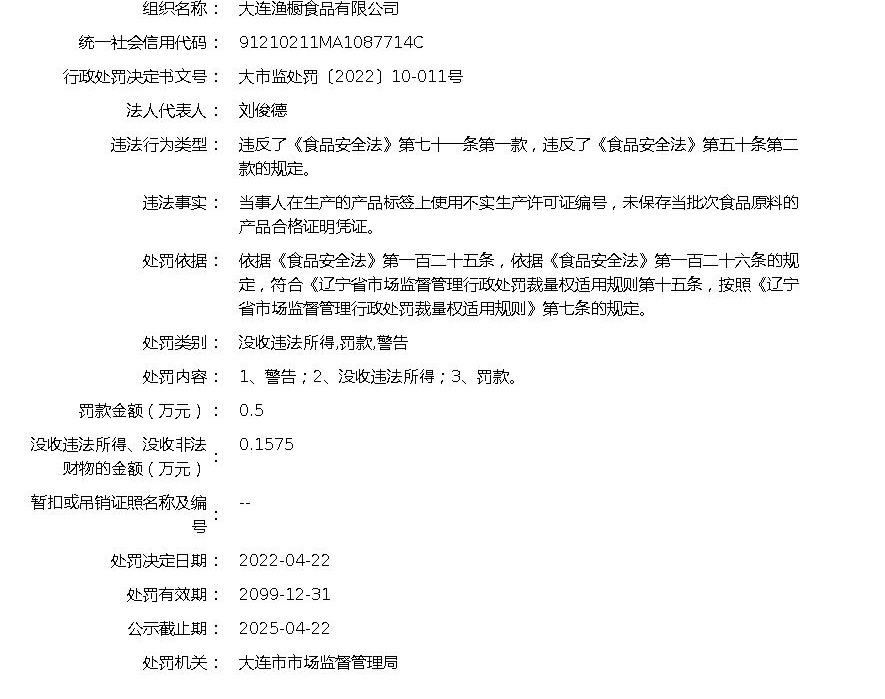 组织名称： 大连渔橱食品有限公司
统一社会信用代码： 91210211MA1087714C
行政处罚决定书文号： 大市监处罚〔2022〕10-011号
法人代表人： 刘俊德
违法行为类型： 违反了《食品安全法》第七十一条第一款，违反了《食品安全法》第五十条第二
款的规定。
违法事实： 当事人在生产的产品标签上使用不实生产许可证编号，未保存当批次食品原料的
产品合格证明凭证。
处罚依据： 依据《食品安全法》第一百二十五条，依据《食品安全法》第一百二十六条的规
定，符合《辽宁省市场监督管理行政处罚裁量权适用规则第十五条，按照《辽宁
省市场监督管理行政处罚裁量权适用规则》第七条的规定。
处罚类别： 没收违法所得,罚款,警告
处罚内容： 1、警告；2、没收违法所得；3、罚款。
罚款金额（万元）： 0.5
没收违法所得、没收非法
财物的金额（万元）： 0.1575
暂扣或吊销证照名称及编
号： --
处罚决定日期： 2022-04-22
处罚有效期： 2099-12-31
公示截止期： 2025-04-22
处罚机关： 大连市市场监督管理局